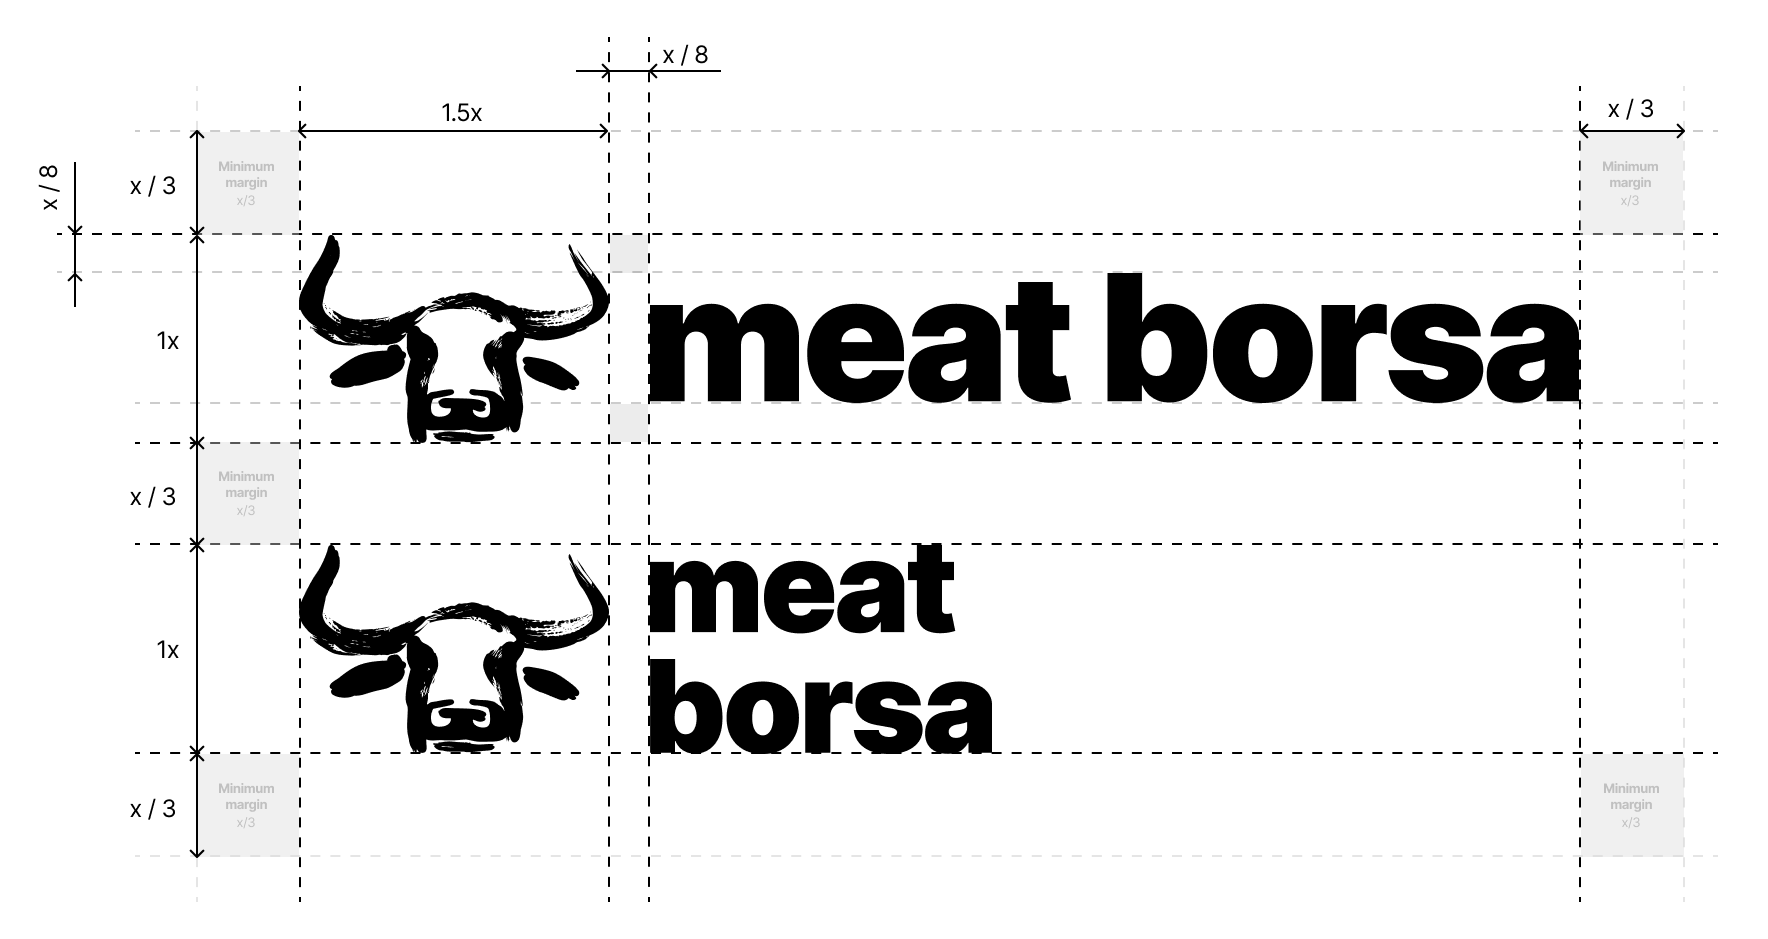 x / 8
1.5x
x / 3
x / 8
x / 3
Minimum
margin
x/3
Minimum
margin
x/3
1x
meat borsa
x / 3
Minimum
margin
x/3
1x
meat
borsa
x / 3
Minimum
margin
x/3
Minimum
margin
x/3